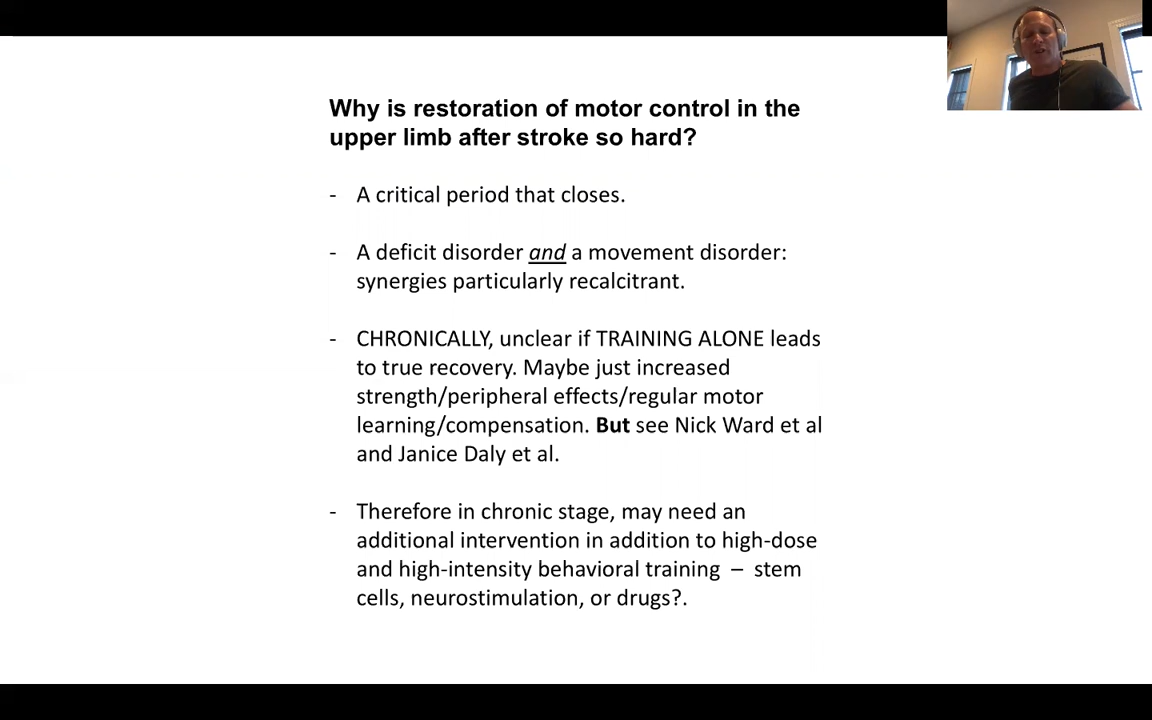 Why is restoration of motor control in the
upper limb after stroke so hard?
- A critical period that closes.
- A deficit disorder and a movement disorder:
synergies particularly recalcitrant.
- CHRONICALLY, unclear if TRAINING ALONE leads
to true recovery. Maybe just increased
strength/peripheral effects/regular motor
learning/compensation. But see Nick Ward et al
and Janice Daly et al.
- Therefore in chronic stage, may need an
additional intervention in addition to high-dose
and high-intensity behavioral training – stem
cells, neurostimulation, or drugs?.